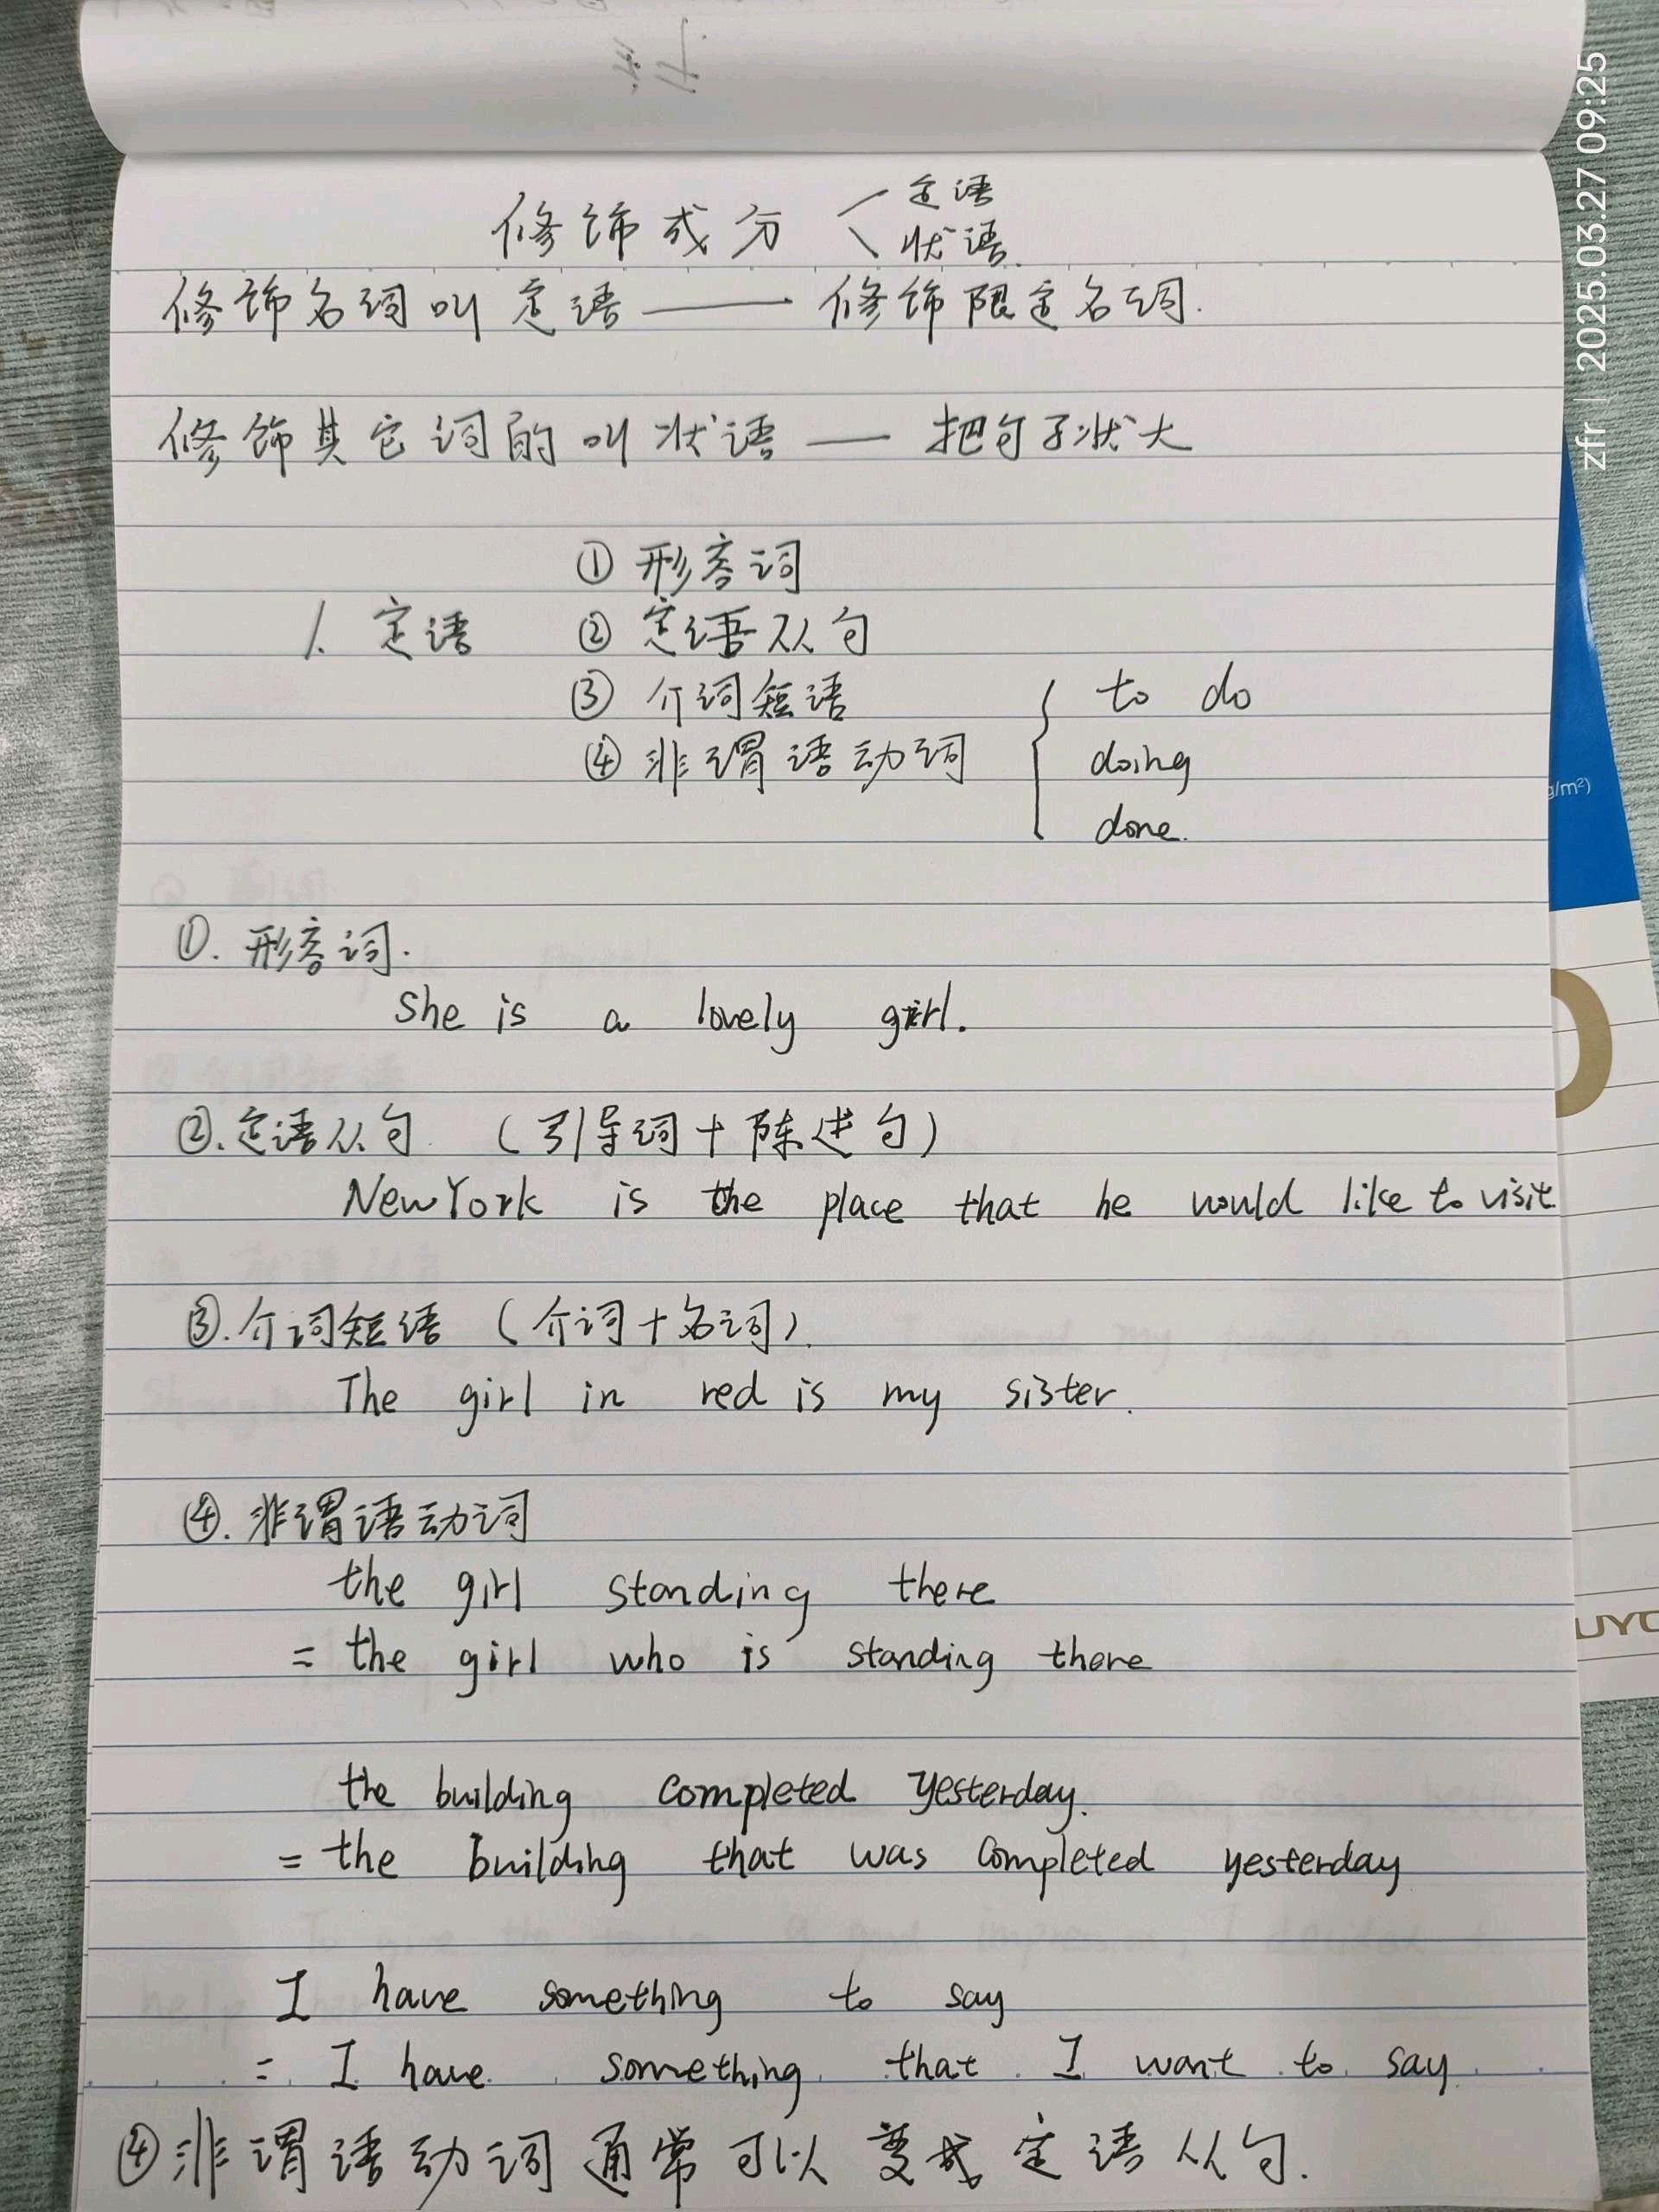 修饰成分 定语
状语.
修饰名词叫定语 —— 修饰限定名词.
修饰其它词的叫状语 — 把句子状大
① 形容词
1. 定语 ② 定语从句
③ 介词短语 to do
④ 非谓语动词 doing
done.
①. 形容词.
She is a lovely girl.
②. 定语从句 (引导词+陈述句)
New York is the place that he would like to visit
③. 介词短语 (介词+名词).
The girl in red is my sister.
④. 非谓语动词
the girl standing there
= the girl who is standing there
the building completed yesterday.
= the building that was completed yesterday
I have something to say
= I have something that I want to say
④ 非谓语动词通常可以变成定语从句.
zfr | 2025.03.27 09:25
g/m²)